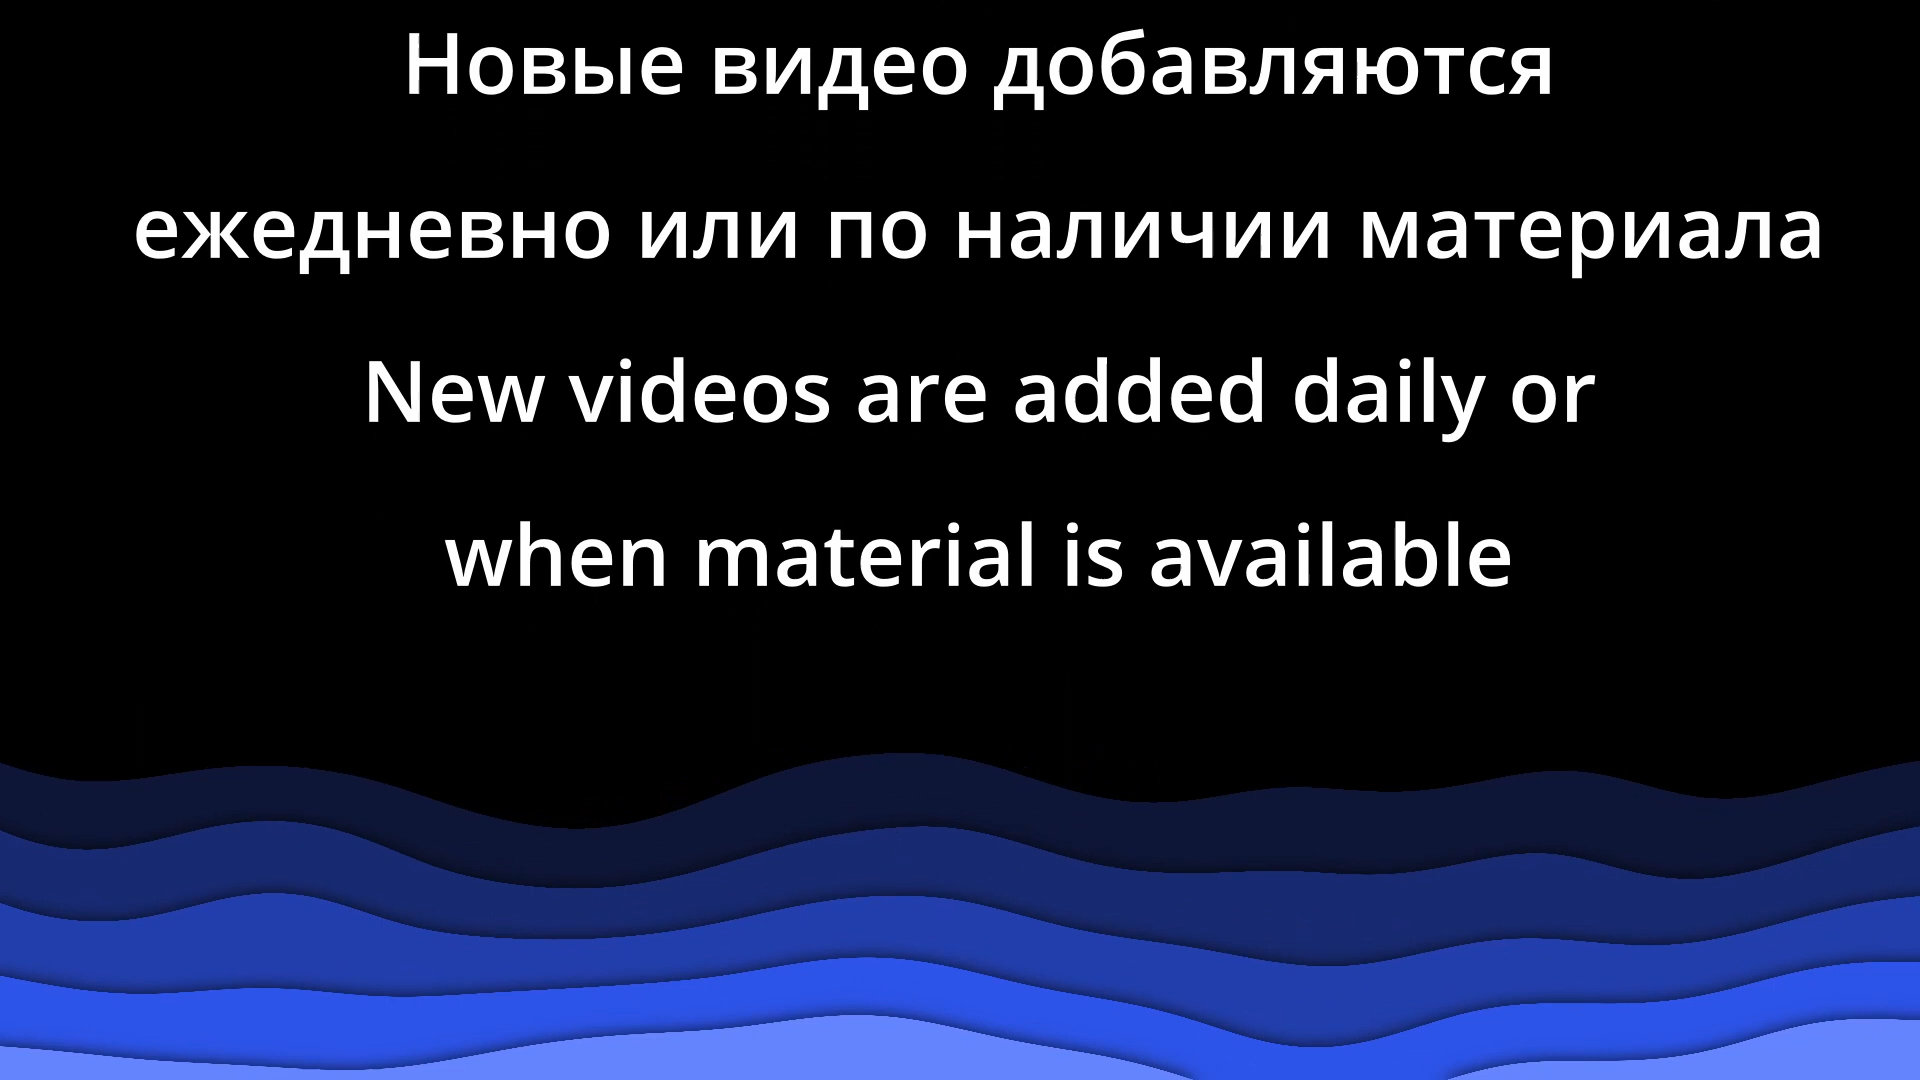 Новые видео добавляются
ежедневно или по наличии материала
New videos are added daily or
when material is available